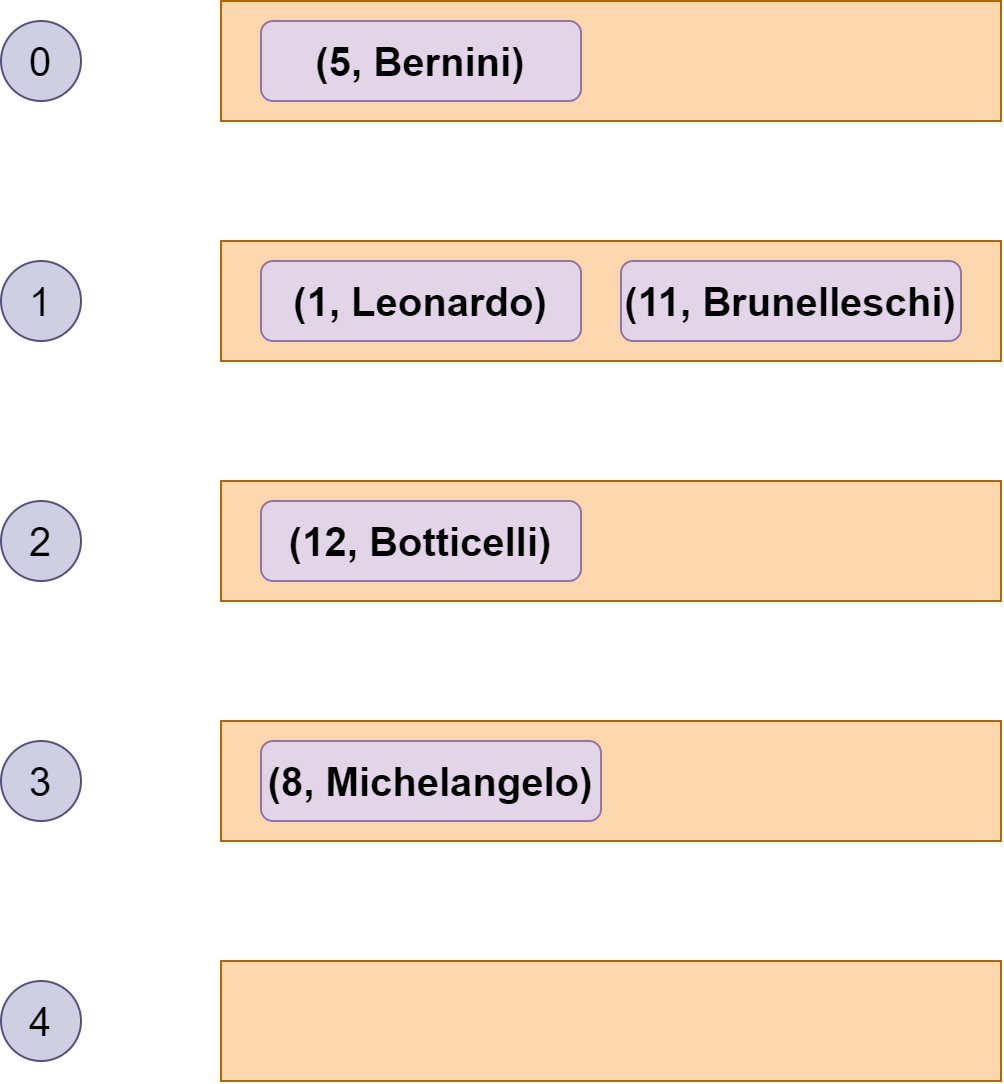 0 (5, Bernini)
1 (1, Leonardo) (11, Brunelleschi)
2 (12, Botticelli)
3 (8, Michelangelo)
4